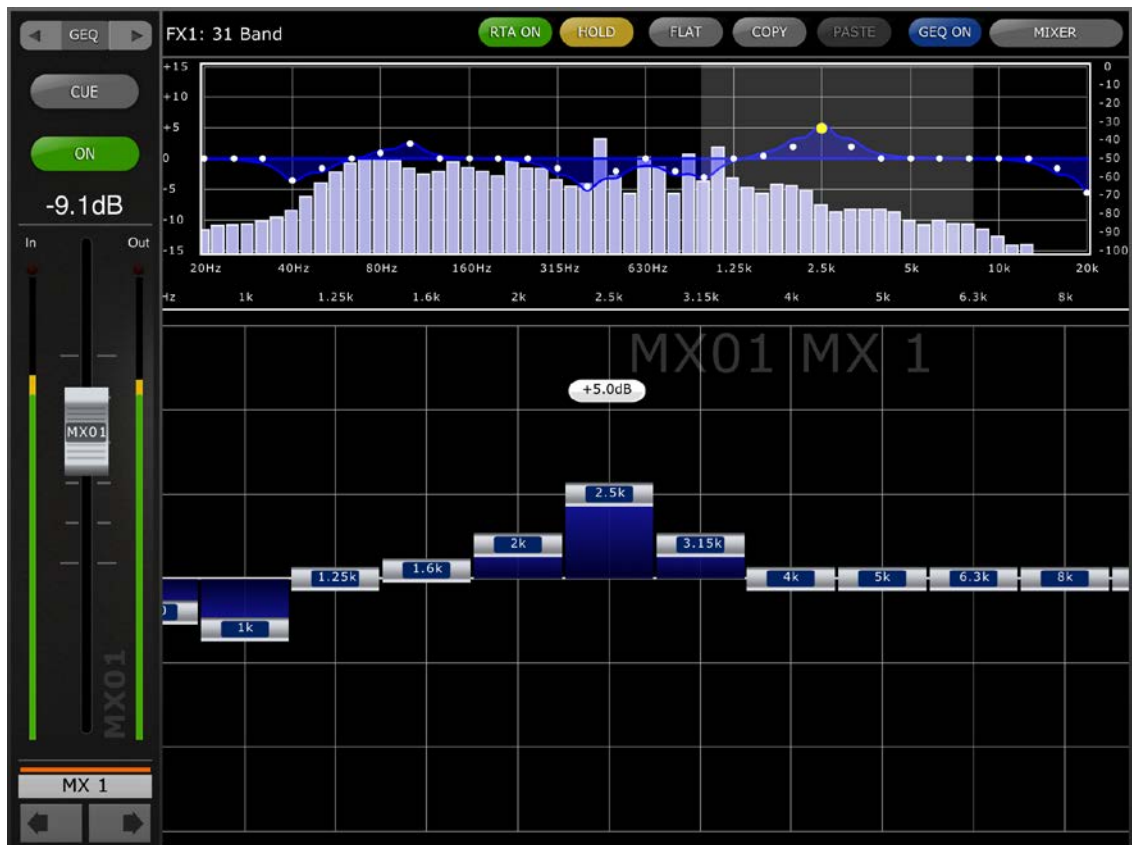 GEQ FX1: 31 Band RTA ON HOLD FLAT COPY PASTE GEQ ON MIXER
CUE
ON
-9.1dB
In Out
+15 0
+10 -10
-20
+5 -30
-40
0 -50
-60
-5 -70
-10 -80
-90
-15 -100
20Hz 40Hz 80Hz 160Hz 315Hz 630Hz 1.25k 2.5k 5k 10k 20k
Hz 1k 1.25k 1.6k 2k 2.5k 3.15k 4k 5k 6.3k 8k
MX01 MX 1
+5.0dB
MX01
2.5k
2k 3.15k
1.6k
1.25k 4k 5k 6.3k 8k
0
1k
MX01
MX 1